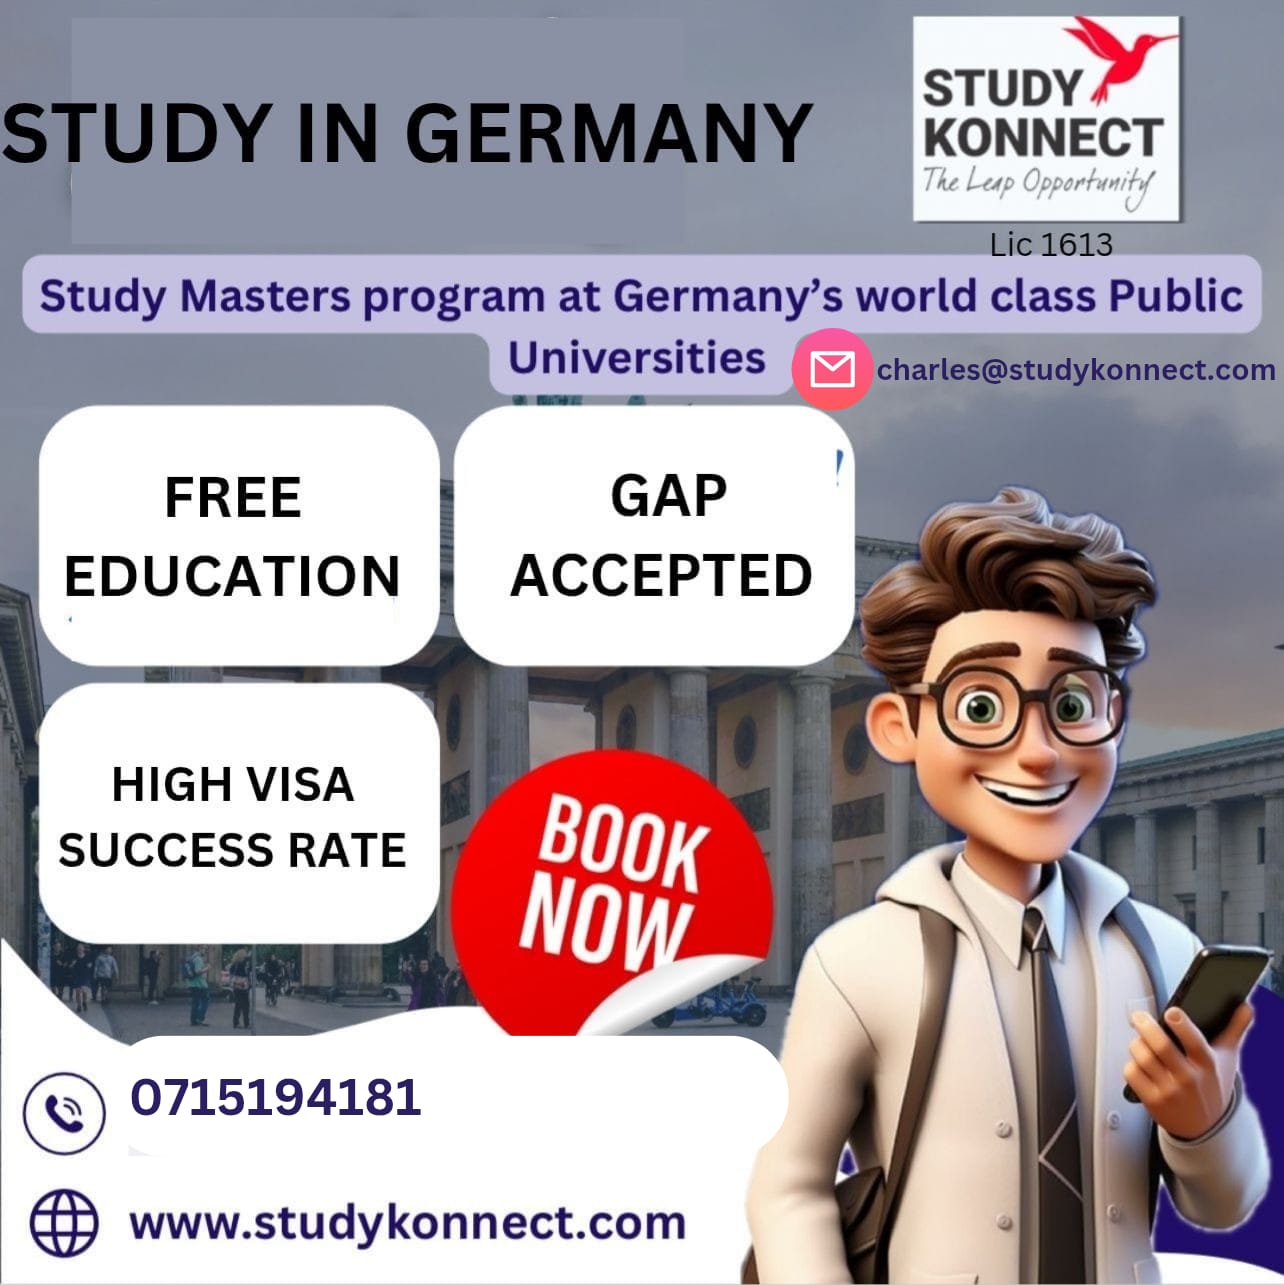 STUDY IN GERMANY
STUDY
KONNECT
The Leap Opportunity
Lic 1613
Study Masters program at Germany’s world class Public
Universities
charles@studykonnect.com
FREE
EDUCATION
GAP
ACCEPTED
HIGH VISA
SUCCESS RATE
BOOK
NOW
0715194181
www.studykonnect.com